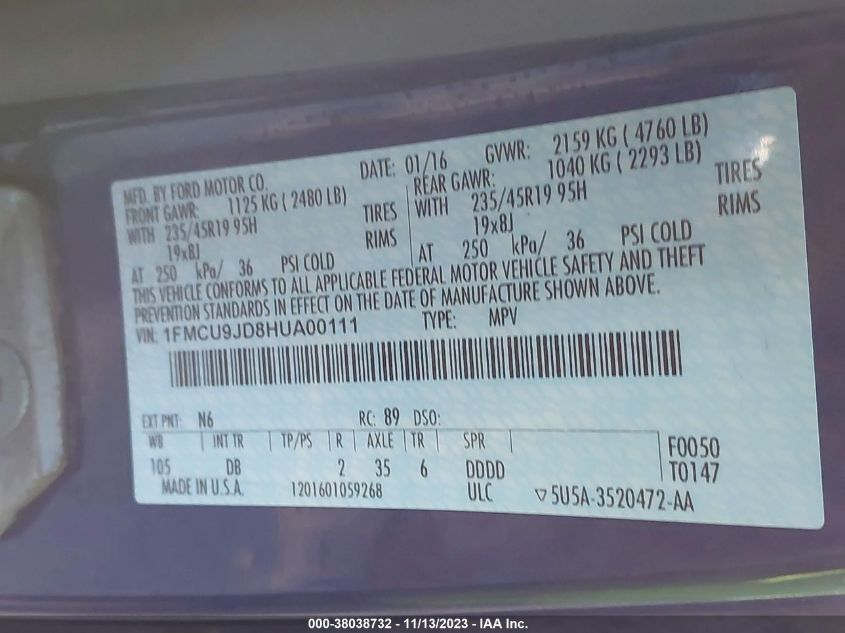 MFD. BY FORD MOTOR CO. DATE: 01/16 GVWR: 2159 KG ( 4760 LB)
FRONT GAWR: 1125 KG ( 2480 LB) REAR GAWR: 1040 KG ( 2293 LB)
WITH 235/45R19 95H TIRES WITH 235/45R19 95H TIRES
19x8J RIMS 19x8J RIMS
AT 250 kPa/ 36 PSI COLD AT 250 kPa/ 36 PSI COLD
THIS VEHICLE CONFORMS TO ALL APPLICABLE FEDERAL MOTOR VEHICLE SAFETY AND THEFT
PREVENTION STANDARDS IN EFFECT ON THE DATE OF MANUFACTURE SHOWN ABOVE.
VIN: 1FMCU9JD8HUA00111 TYPE: MPV
EXT PNT: N6 RC: 89 DSO:
WB INT TR TP/PS R AXLE TR SPR F0050
105 DB 2 35 6 DDDD T0147
MADE IN U.S.A. 1201601059268 ULC ▽5U5A-3520472-AA
000-38038732 - 11/13/2023 - IAA Inc.